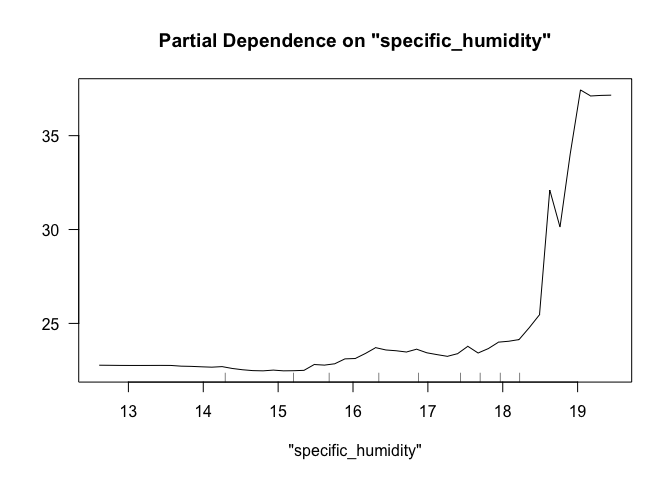 Partial Dependence on "specific_humidity"
35
30
25
13 14 15 16 17 18 19
"specific_humidity"